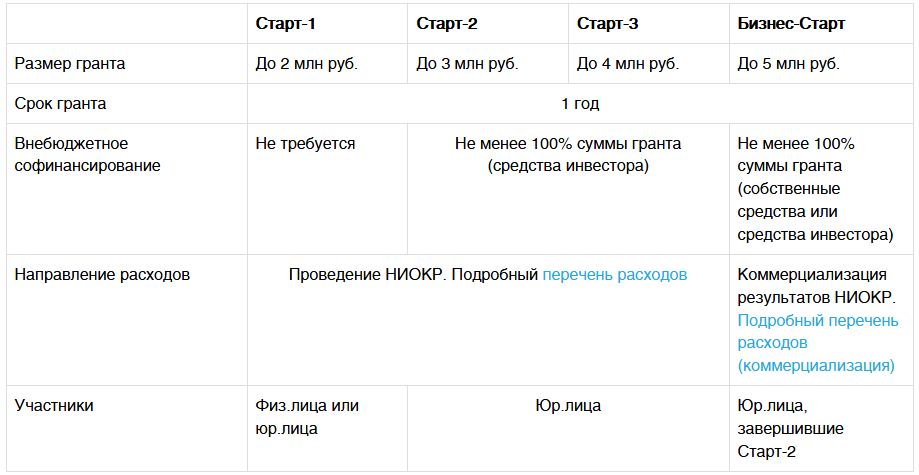 Старт-1 Старт-2 Старт-3 Бизнес-Старт
Размер гранта До 2 млн руб. До 3 млн руб. До 4 млн руб. До 5 млн руб.
Срок гранта 1 год
Внебюджетное
софинансирование
Не требуется
Не менее 100% суммы гранта
(средства инвестора)
Не менее 100%
суммы гранта
(собственные
средства или
средства инвестора)
Направление расходов
Проведение НИОКР. Подробный перечень расходов
Коммерциализация
результатов НИОКР.
Подробный перечень
расходов
(коммерциализация)
Участники
Физ.лица или
юр.лица
Юр.лица
Юр.лица,
завершившие
Старт-2